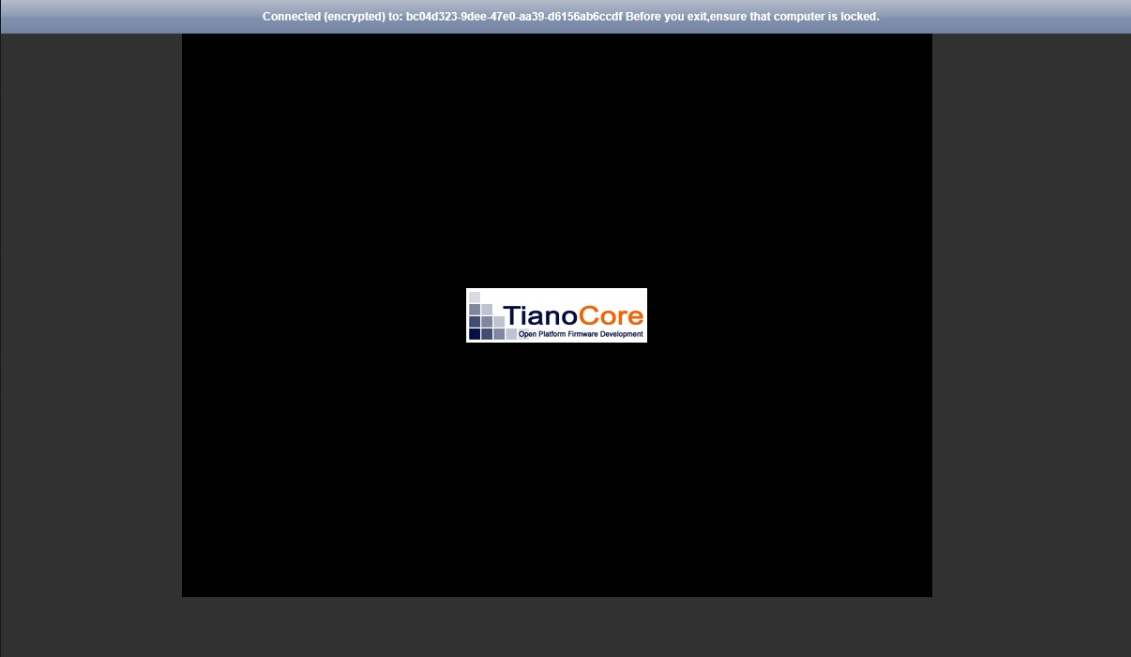 Connected (encrypted) to: bc04d323-9dee-47e0-aa39-d6156ab6ccdf Before you exit,ensure that computer is locked.
TianoCore
Open Platform Firmware Development